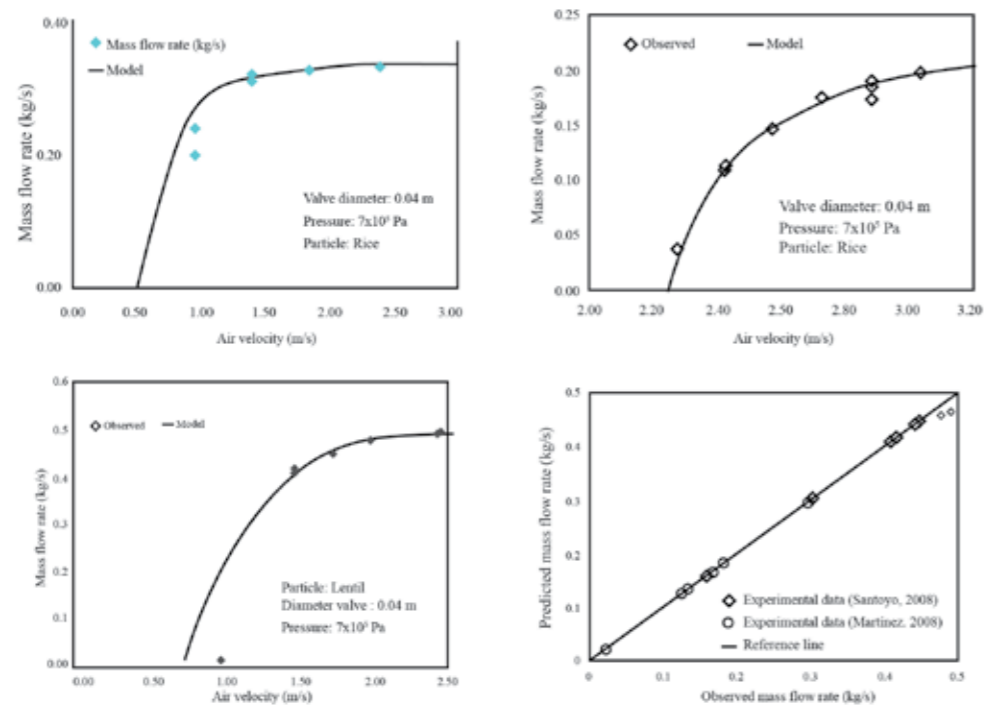 0.40
Mass flow rate (kg/s)
Model
0.20
0.00
Mass flow rate (kg/s)
Valve diameter: 0.04 m
Pressure: 7x10⁵ Pa
Particle: Rice
0.00 0.50 1.00 1.50 2.00 2.50 3.00
Air velocity (m/s)
0.25
Observed Model
0.20
0.15
0.10
0.05
0.00
Mass flow rate (kg/s)
Valve diameter: 0.04 m
Pressure: 7x10⁵ Pa
Particle: Rice
2.00 2.20 2.40 2.60 2.80 3.00 3.20
Air velocity (m/s)
0.6
Observed Model
0.5
0.4
0.3
0.2
0.1
0.00
Mass flow rate (kg/s)
Particle: Lentil
Diameter valve : 0.04 m
Pressure: 7x10⁵ Pa
0.00 0.50 1.00 1.50 2.00 2.50
Air velocity (m/s)
0.5
0.4
0.3
0.2
0.1
0
Predicted mass flow rate (kg/s)
Experimental data (Santoyo, 2008)
Experimental data (Martinez. 2008)
Reference line
0 0.1 0.2 0.3 0.4 0.5
Observed mass flow rate (kg/s)